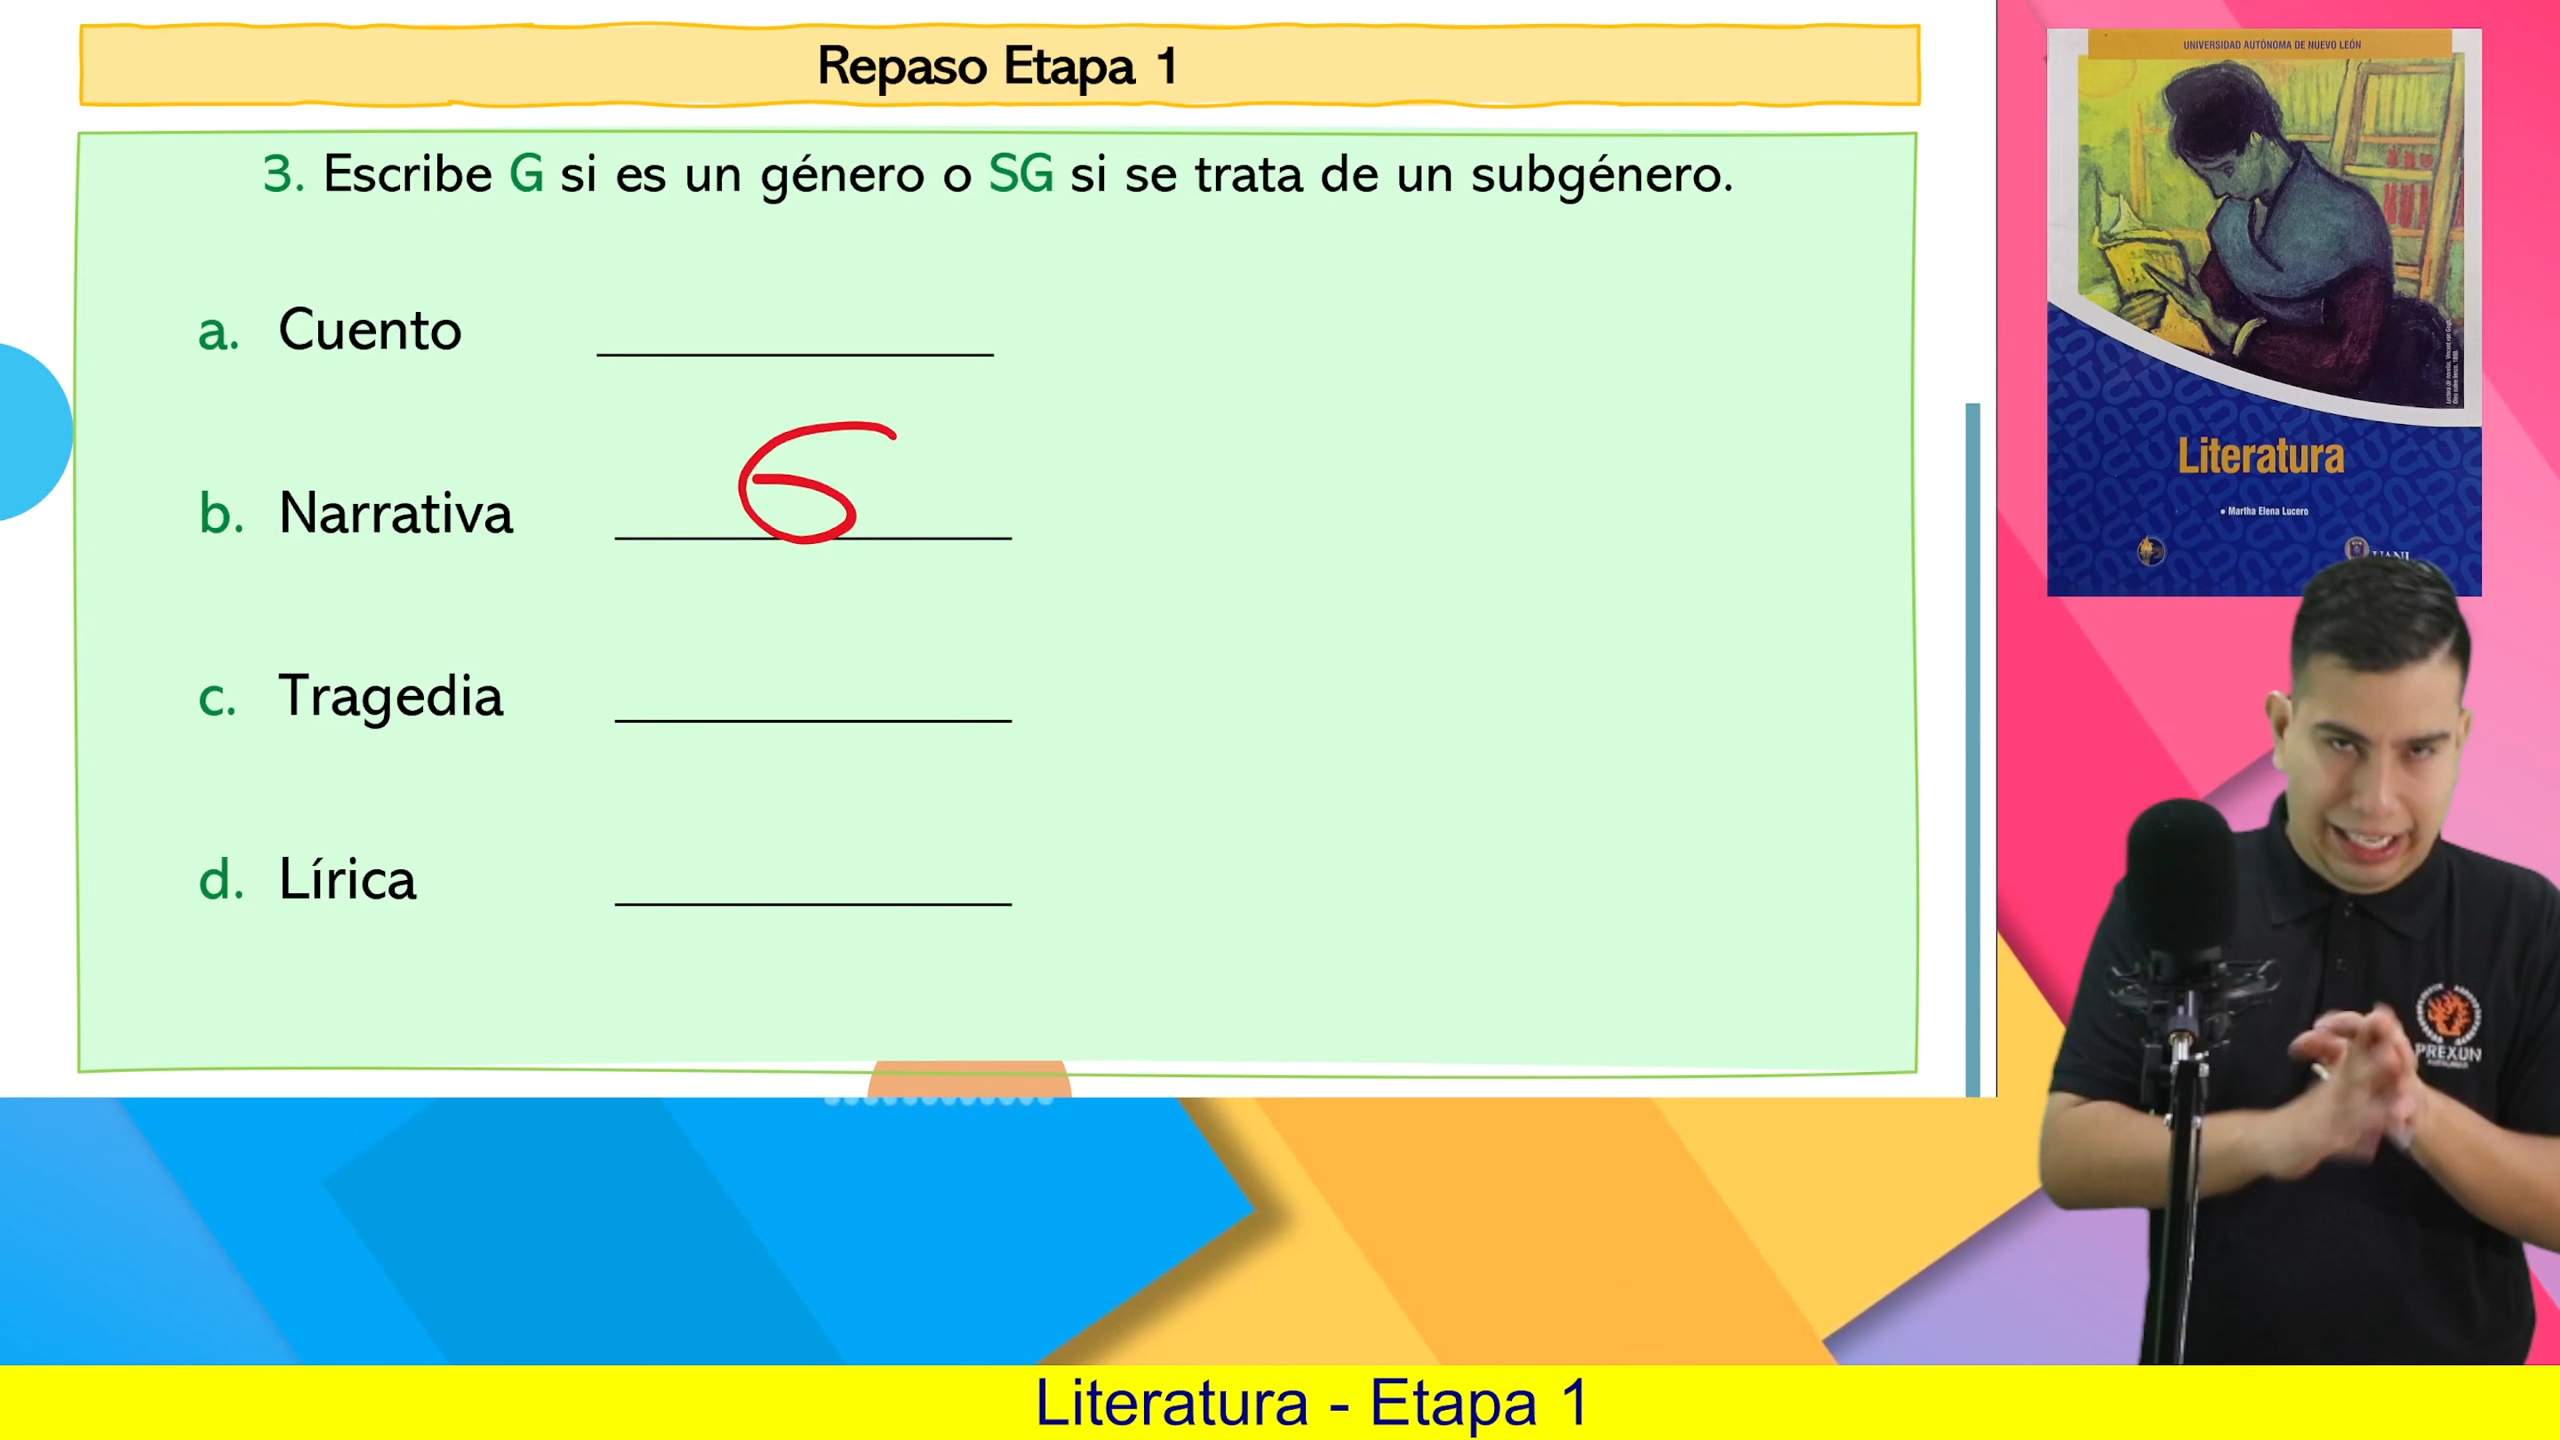 Repaso Etapa 1
3. Escribe G si es un género o SG si se trata de un subgénero.
a. Cuento
b. Narrativa G
c. Tragedia
d. Lírica
UNIVERSIDAD AUTÓNOMA DE NUEVO LEÓN
Literatura
• Martha Elena Lucero
UANL
PREXUN
Literatura - Etapa 1